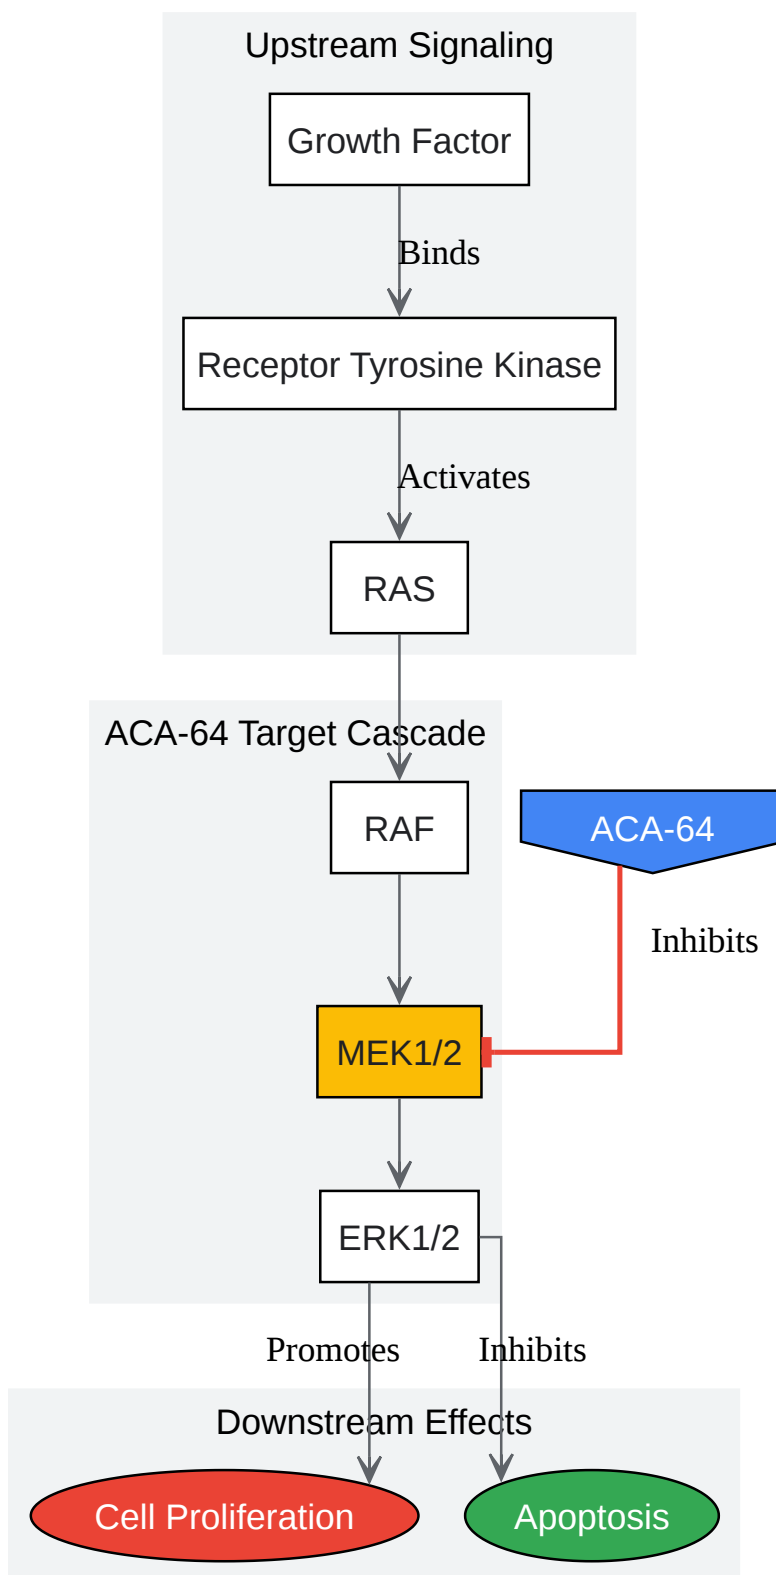 Upstream Signaling
Growth Factor
Binds
Receptor Tyrosine Kinase
Activates
RAS
ACA-64 Target Cascade
RAF
ACA-64
Inhibits
MEK1/2
ERK1/2
Promotes
Inhibits
Downstream Effects
Cell Proliferation
Apoptosis